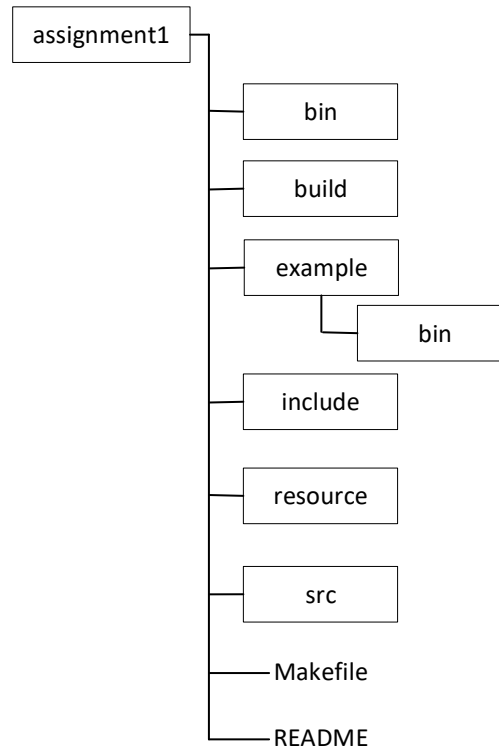 assignment1
bin
build
example
bin
include
resource
src
Makefile
README